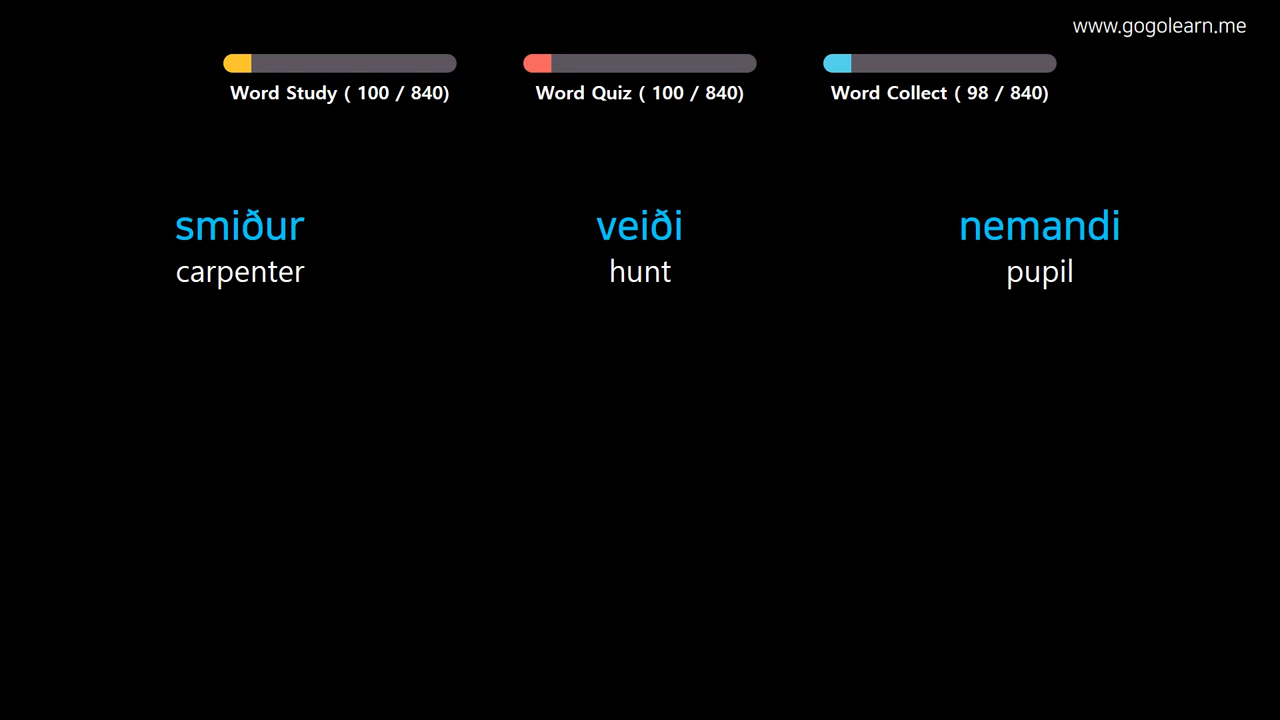 www.gogolearn.me
Word Study ( 100 / 840)
Word Quiz ( 100 / 840)
Word Collect ( 98 / 840)
smiður
carpenter
veiði
hunt
nemandi
pupil